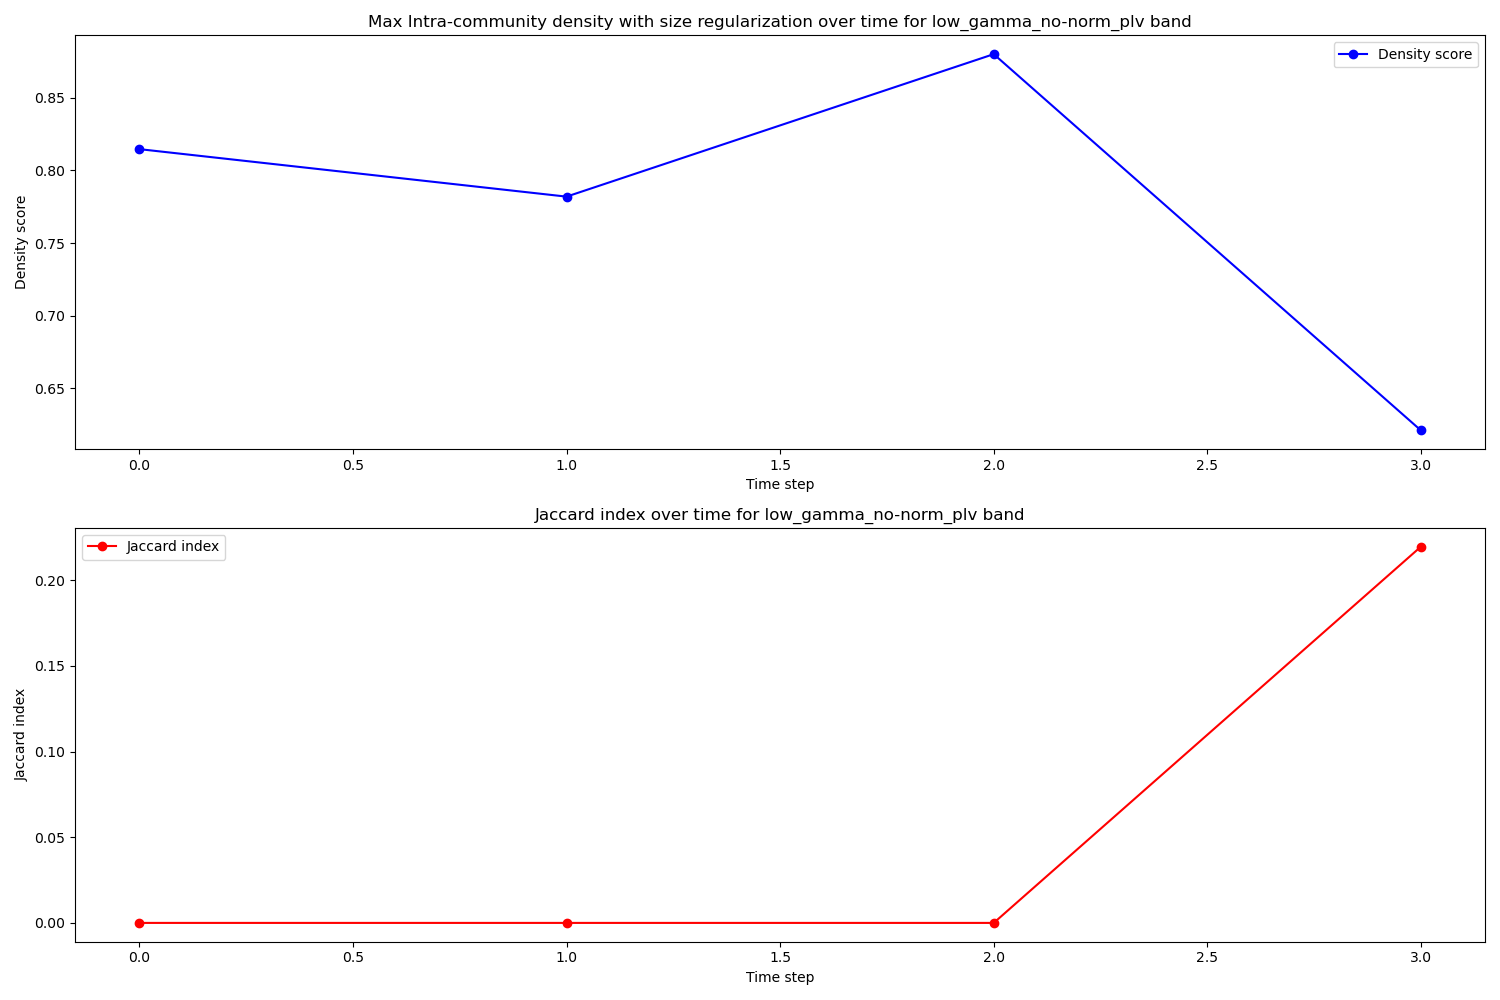 Max Intra-community density with size regularization over time for low_gamma_no-norm_plv band
Density score
0.85
0.80
0.75
0.70
0.65
Density score
0.0 0.5 1.0 1.5 2.0 2.5 3.0
Time step
Jaccard index over time for low_gamma_no-norm_plv band
Jaccard index
0.20
0.15
0.10
0.05
0.00
Jaccard index
0.0 0.5 1.0 1.5 2.0 2.5 3.0
Time step